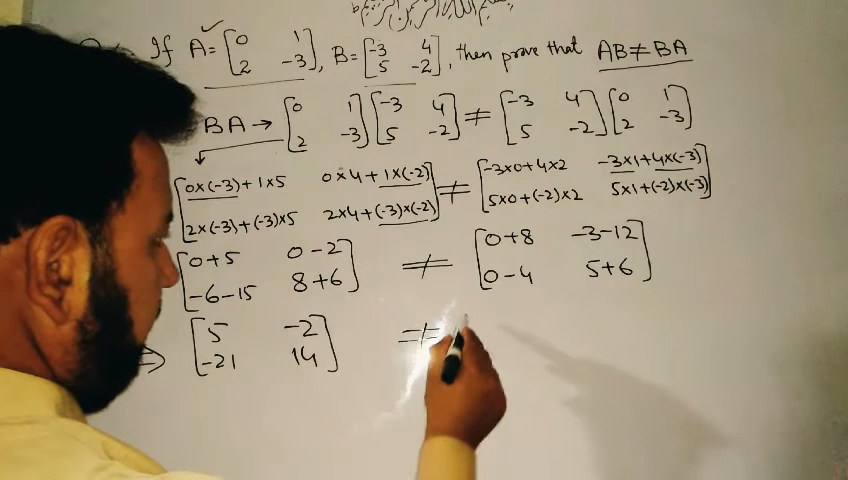 If A = [0 1; 2 -3], B = [-3 4; 5 -2], then prove that AB ≠ BA
BA → [0 1; 2 -3] [-3 4; 5 -2] ≠ [-3 4; 5 -2] [0 1; 2 -3]
[0×(-3)+1×5 0×4+1×(-2); 2×(-3)+(-3)×5 2×4+(-3)×(-2)] ≠ [-3×0+4×2 -3×1+4×(-3); 5×0+(-2)×2 5×1+(-2)×(-3)]
[0+5 0-2; -6-15 8+6] ≠ [0+8 -3-12; 0-4 5+6]
⇒ [5 -2; -21 14] ≠